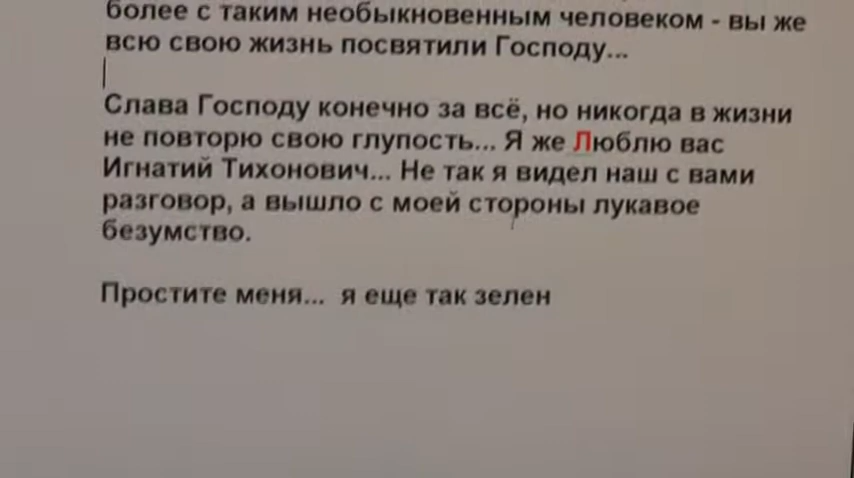 более с таким необыкновенным человеком - вы же
всю свою жизнь посвятили Господу...
Слава Господу конечно за всё, но никогда в жизни
не повторю свою глупость... Я же Люблю вас
Игнатий Тихонович... Не так я видел наш с вами
разговор, а вышло с моей стороны лукавое
безумство.
Простите меня... я еще так зелен